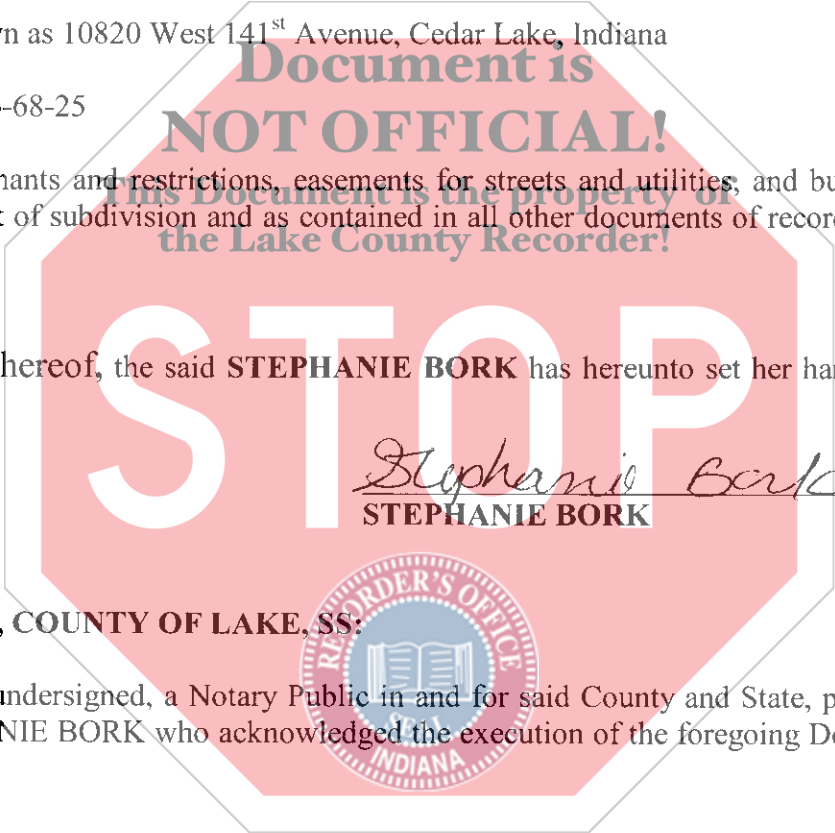 n as 10820 West 141st Avenue, Cedar Lake, Indiana
Document is
-68-25
NOT OFFICIAL!
nants and restrictions, easements for streets and utilities, and bu
This Document is the property of
t of subdivision and as contained in all other documents of recor
the Lake County Recorder!
STOP
hereof, the said STEPHANIE BORK has hereunto set her han
Stephanie Bork
STEPHANIE BORK
RECORDER'S OFFICE
, COUNTY OF LAKE, SS:
undersigned, a Notary Public in and for said County and State, p
NIE BORK who acknowledged the execution of the foregoing De
SEAL
INDIANA